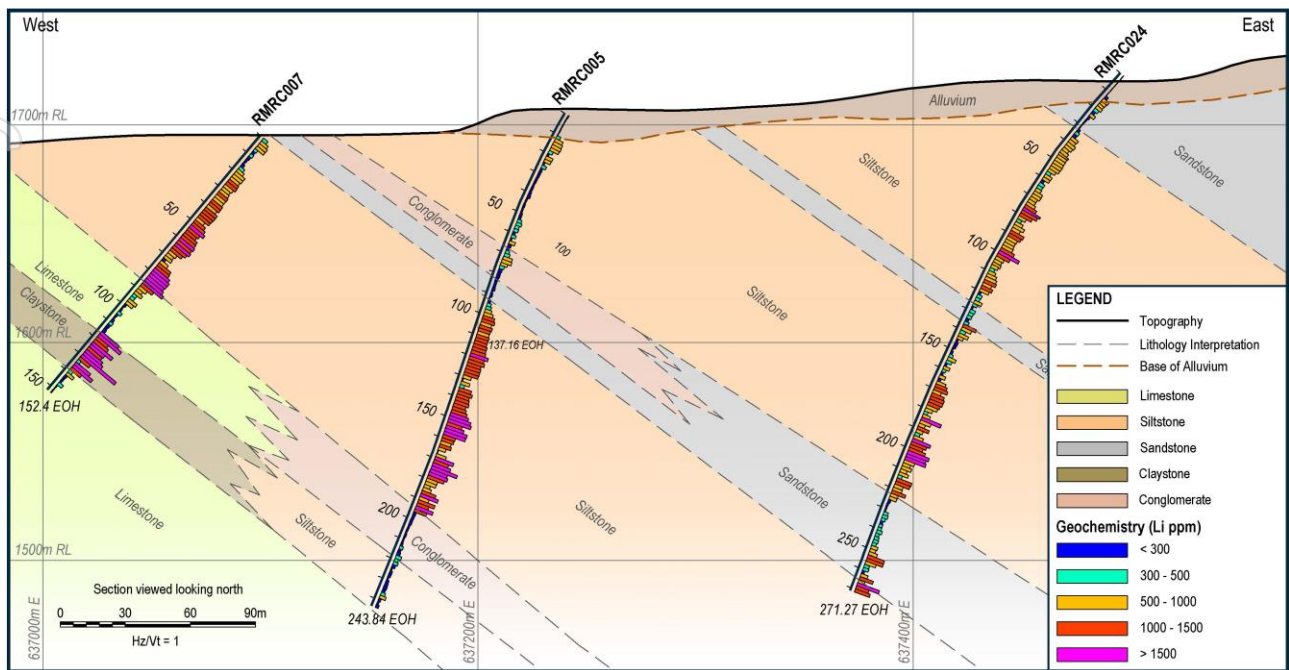 West
East
RMRC007
RMRC005
RMRC024
1700m RL
Alluvium
50
50
50
Siltstone
Sandstone
Conglomerate
100
100
100
Limestone
Claystone
100
Siltstone
Siltstone
1600m RL
137.16 EOH
150
150
Sa
152.4 EOH
150
200
Limestone
Siltstone
Conglomerate
200
Siltstone
Sandstone
250
1500m RL
243.84 EOH
271.27 EOH
637000m E
637200m E
637400m E
Section viewed looking north
0 30 60 90m
Hz/Vt = 1
LEGEND
Topography
Lithology Interpretation
Base of Alluvium
Limestone
Siltstone
Sandstone
Claystone
Conglomerate
Geochemistry (Li ppm)
< 300
300 - 500
500 - 1000
1000 - 1500
> 1500